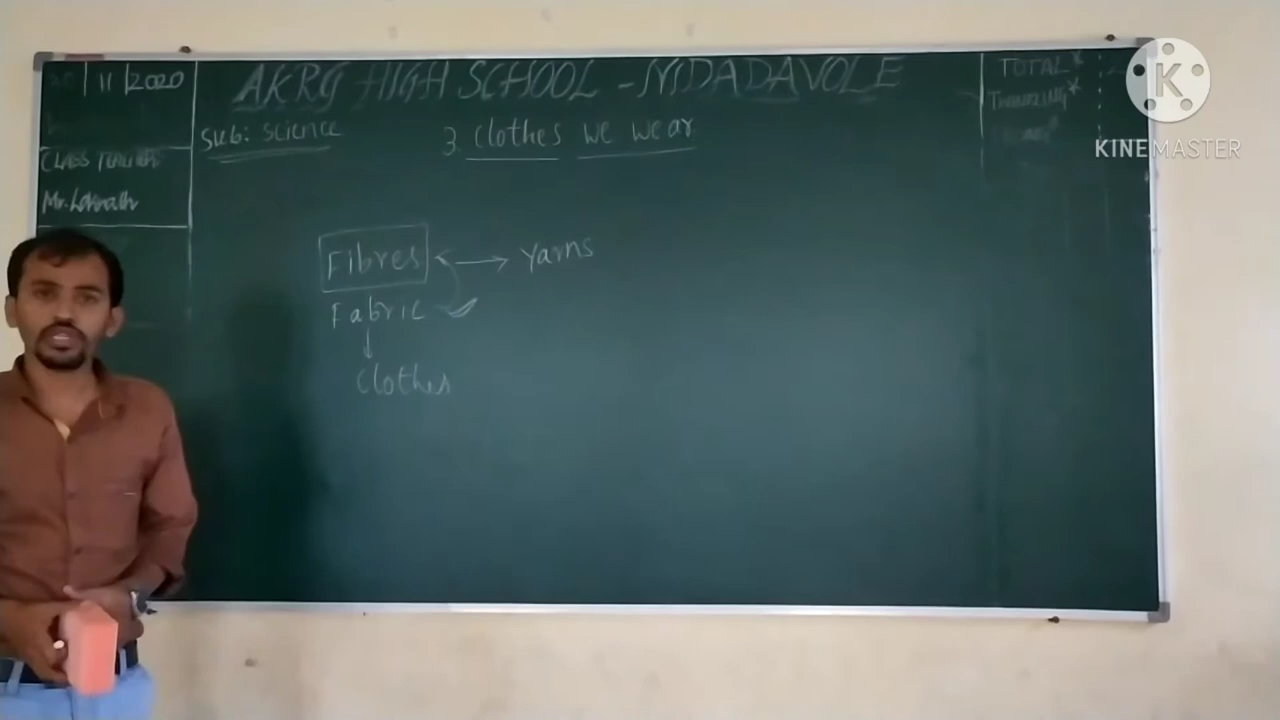 /11/2020
AKRG HIGH SCHOOL - NIDADAVOLE
TOTAL
Sub: Science
3. Clothes we wear
CLASS TEACHER
Mr.
Fibres → Yarns
Fabric
Clothes
K
KINEMASTER